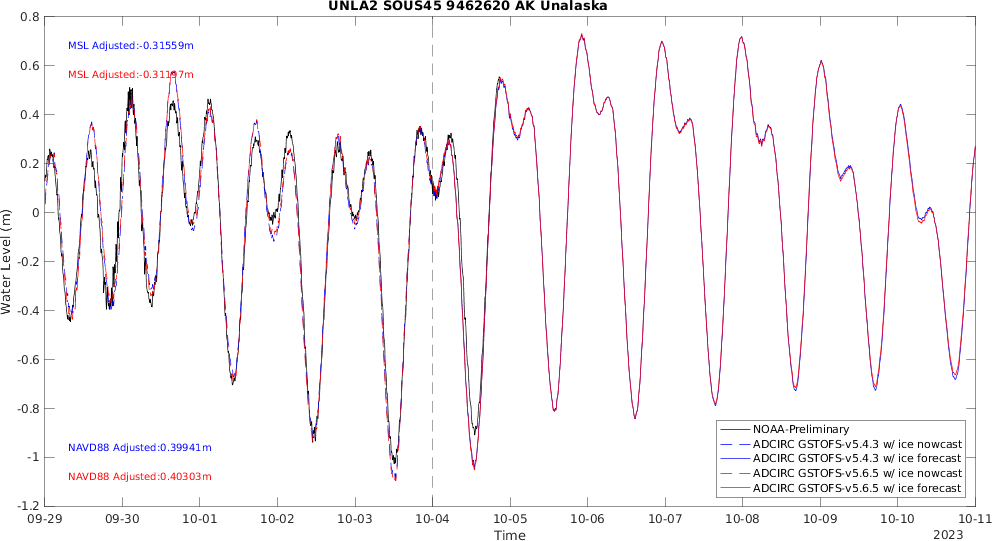 UNLA2 SOUS45 9462620 AK Unalaska
0.8
0.6
0.4
0.2
0
-0.2
-0.4
-0.6
-0.8
-1
-1.2
Water Level (m)
MSL Adjusted:-0.31559m
MSL Adjusted:-0.31197m
NAVD88 Adjusted:0.39941m
NAVD88 Adjusted:0.40303m
NOAA-Preliminary
ADCIRC GSTOFS-v5.4.3 w/ ice nowcast
ADCIRC GSTOFS-v5.4.3 w/ ice forecast
ADCIRC GSTOFS-v5.6.5 w/ ice nowcast
ADCIRC GSTOFS-v5.6.5 w/ ice forecast
09-29 09-30 10-01 10-02 10-03 10-04 10-05 10-06 10-07 10-08 10-09 10-10 10-11
Time
2023